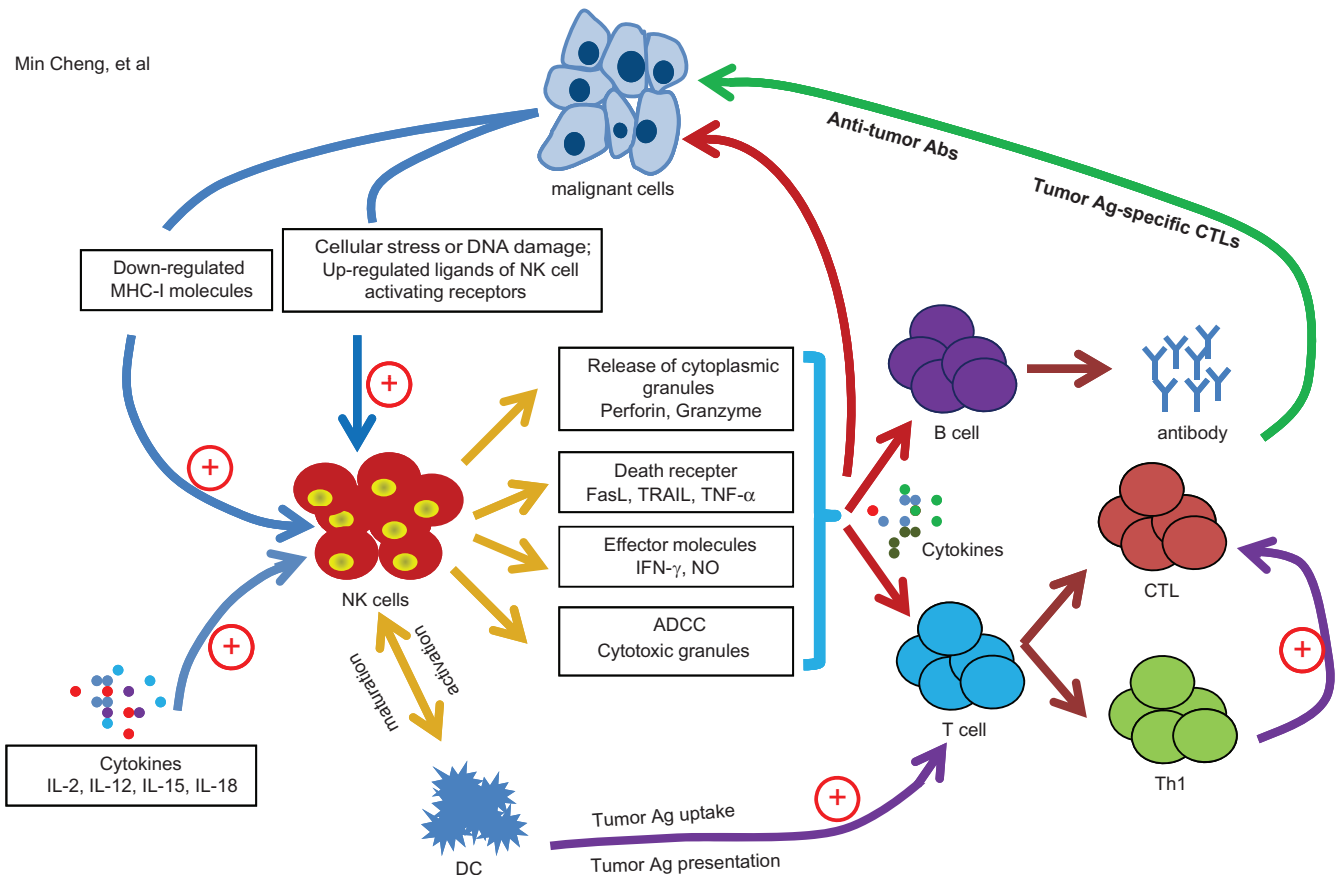 Min Cheng, et al
malignant cells
Anti-tumor Abs
Tumor Ag-specific CTLs
Down-regulated
MHC-I molecules
Cellular stress or DNA damage;
Up-regulated ligands of NK cell
activating receptors
+
+
+
NK cells
Cytokines
IL-2, IL-12, IL-15, IL-18
Release of cytoplasmic
granules
Perforin, Granzyme
Death recepter
FasL, TRAIL, TNF-α
Effector molecules
IFN-γ, NO
ADCC
Cytotoxic granules
maturation
activation
DC
Tumor Ag uptake
Tumor Ag presentation
+
B cell
antibody
Cytokines
T cell
CTL
Th1
+